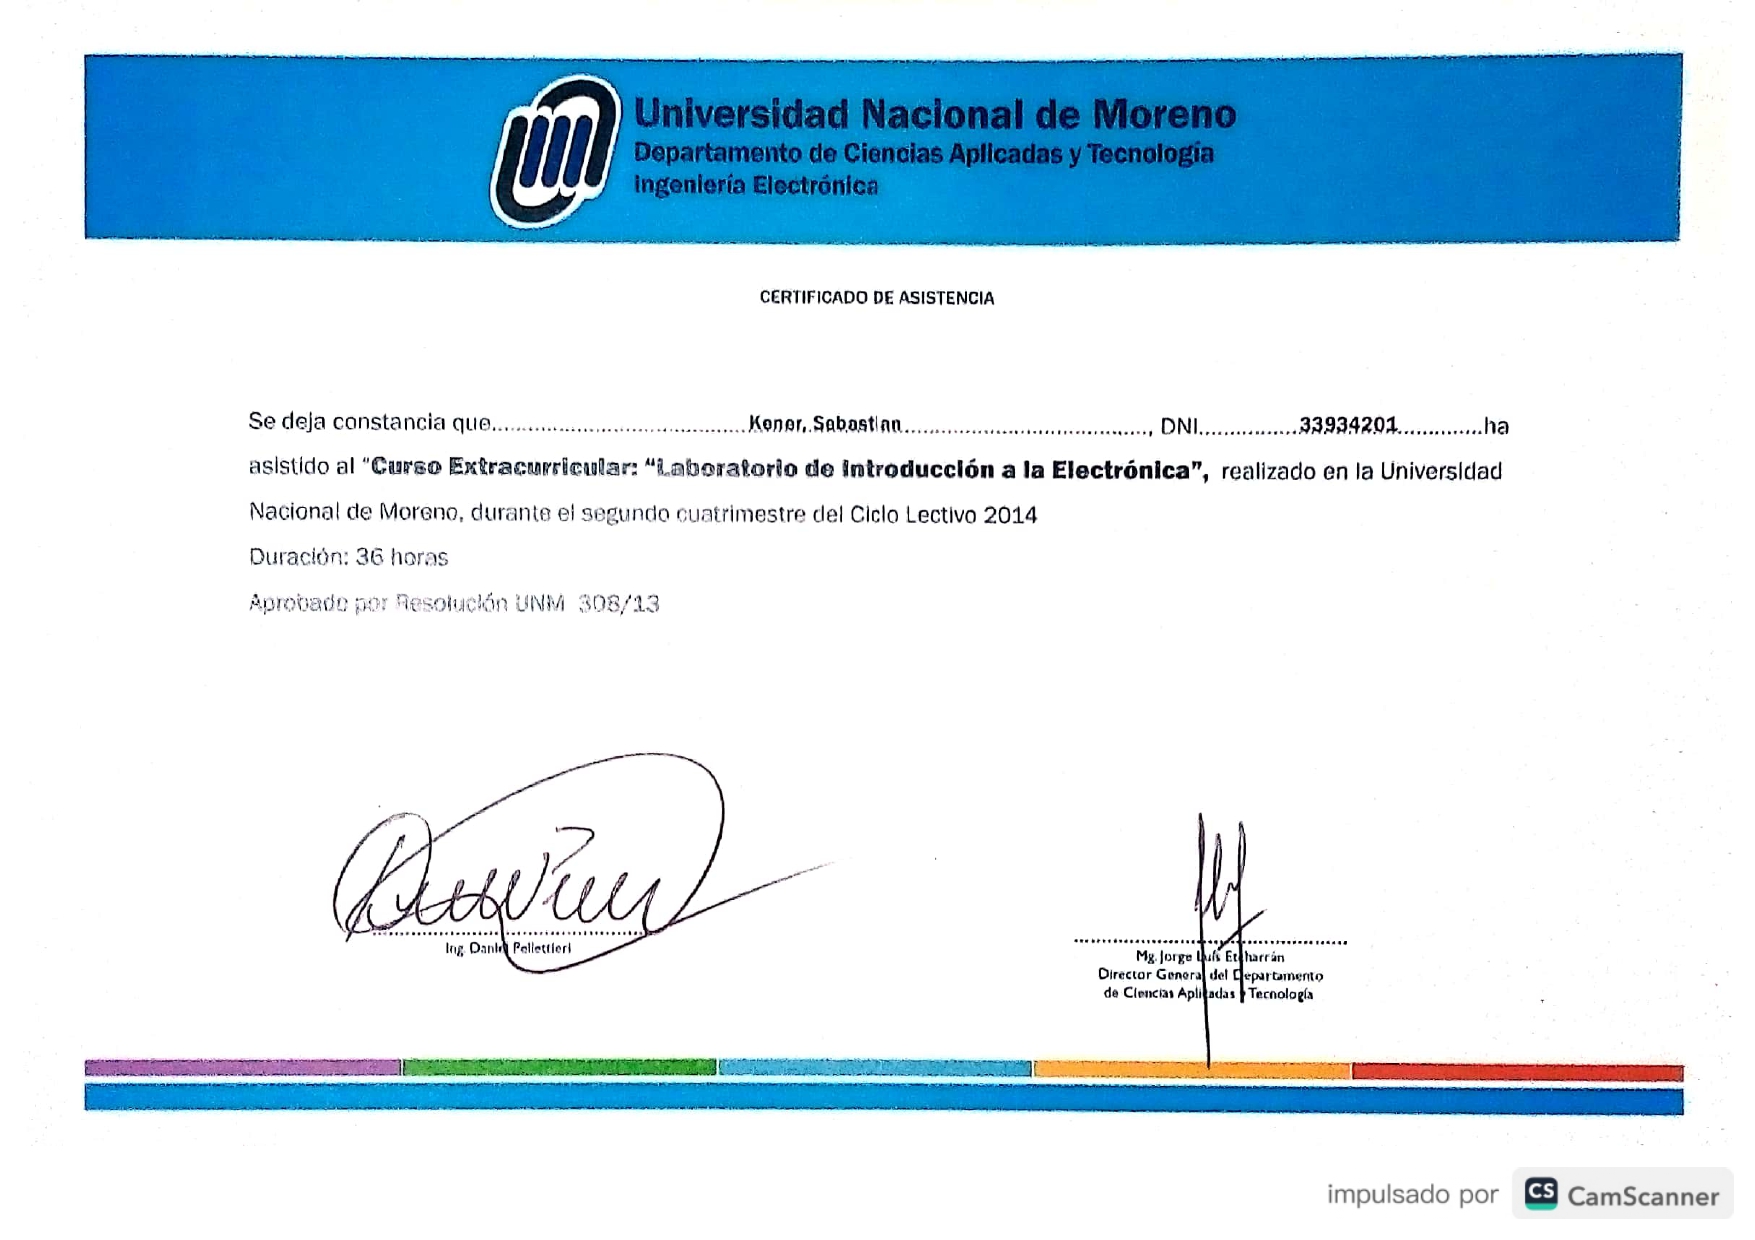 Universidad Nacional de Moreno
Departamento de Ciencias Aplicadas y Tecnología
Ingeniería Electrónica
CERTIFICADO DE ASISTENCIA
Se deja constancia que..........................................Koner, Sebastian........................................., DNI................33934201.............ha
asistido al "Curso Extracurricular: "Laboratorio de Introducción a la Electrónica", realizado en la Universidad
Nacional de Moreno, durante el segundo cuatrimestre del Ciclo Lectivo 2014
Duración: 36 horas
Aprobado por Resolución UNM 308/13
Ing. Daniel Pellettieri
Mg. Jorge Luís Etcharrán
Director General del Departamento
de Ciencias Aplicadas y Tecnología
impulsado por CS CamScanner